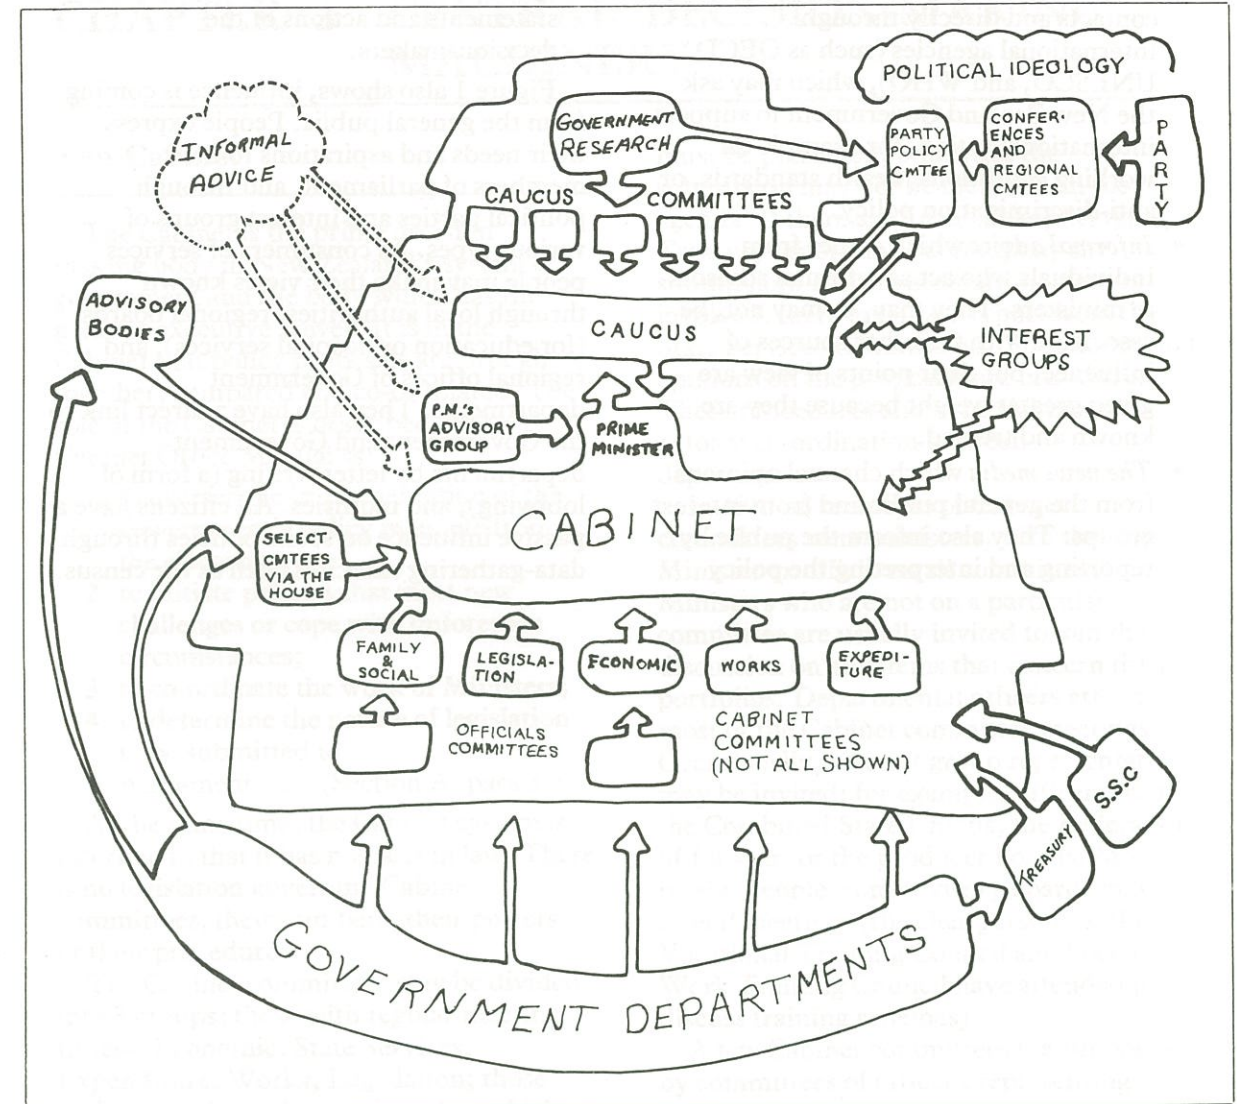 POLITICAL IDEOLOGY
INFORMAL
ADVICE
GOVERNMENT
RESEARCH
PARTY
POLICY
CMTEE
CONFER-
ENCES
AND
REGIONAL
CMTEES
PARTY
CAUCUS COMMITTEES
ADVISORY
BODIES
CAUCUS
INTEREST
GROUPS
P.M.'s
ADVISORY
GROUP
PRIME
MINISTER
CABINET
SELECT
CMTEES
VIA THE
HOUSE
FAMILY
&
SOCIAL
LEGISLA-
TION
ECONOMIC
WORKS
EXPEDI-
TURE
OFFICIALS
COMMITTEES
CABINET
COMMITTEES
(NOT ALL SHOWN)
S.S.C
TREASURY
GOVERNMENT DEPARTMENTS